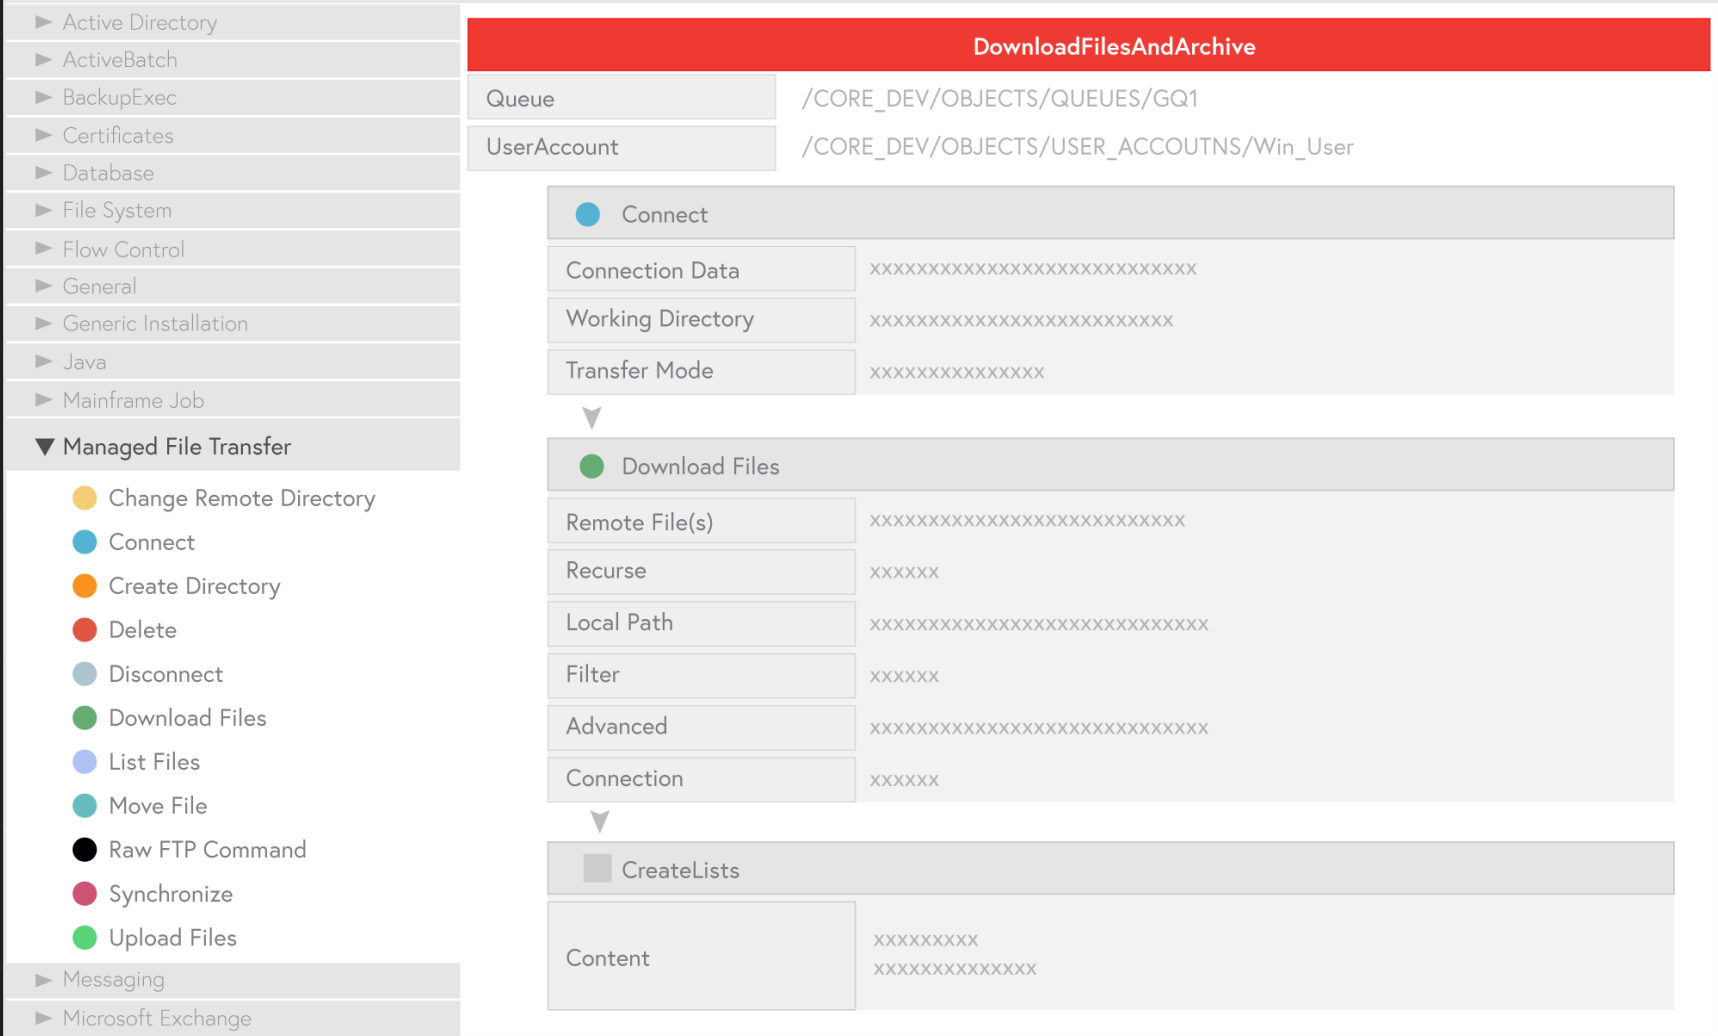 Active Directory
ActiveBatch
BackupExec
Certificates
Database
File System
Flow Control
General
Generic Installation
Java
Mainframe Job
Managed File Transfer
Change Remote Directory
Connect
Create Directory
Delete
Disconnect
Download Files
List Files
Move File
Raw FTP Command
Synchronize
Upload Files
Messaging
Microsoft Exchange
DownloadFilesAndArchive
Queue /CORE_DEV/OBJECTS/QUEUES/GQ1
UserAccount /CORE_DEV/OBJECTS/USER_ACCOUTNS/Win_User
Connect
Connection Data xxxxxxxxxxxxxxxxxxxxxxxxxxxx
Working Directory xxxxxxxxxxxxxxxxxxxxxxxxxx
Transfer Mode xxxxxxxxxxxxxxx
Download Files
Remote File(s) xxxxxxxxxxxxxxxxxxxxxxxxxxx
Recurse xxxxxx
Local Path xxxxxxxxxxxxxxxxxxxxxxxxxxxxx
Filter xxxxxx
Advanced xxxxxxxxxxxxxxxxxxxxxxxxxxxxx
Connection xxxxxx
CreateLists
Content xxxxxxxxx
xxxxxxxxxxxxxx